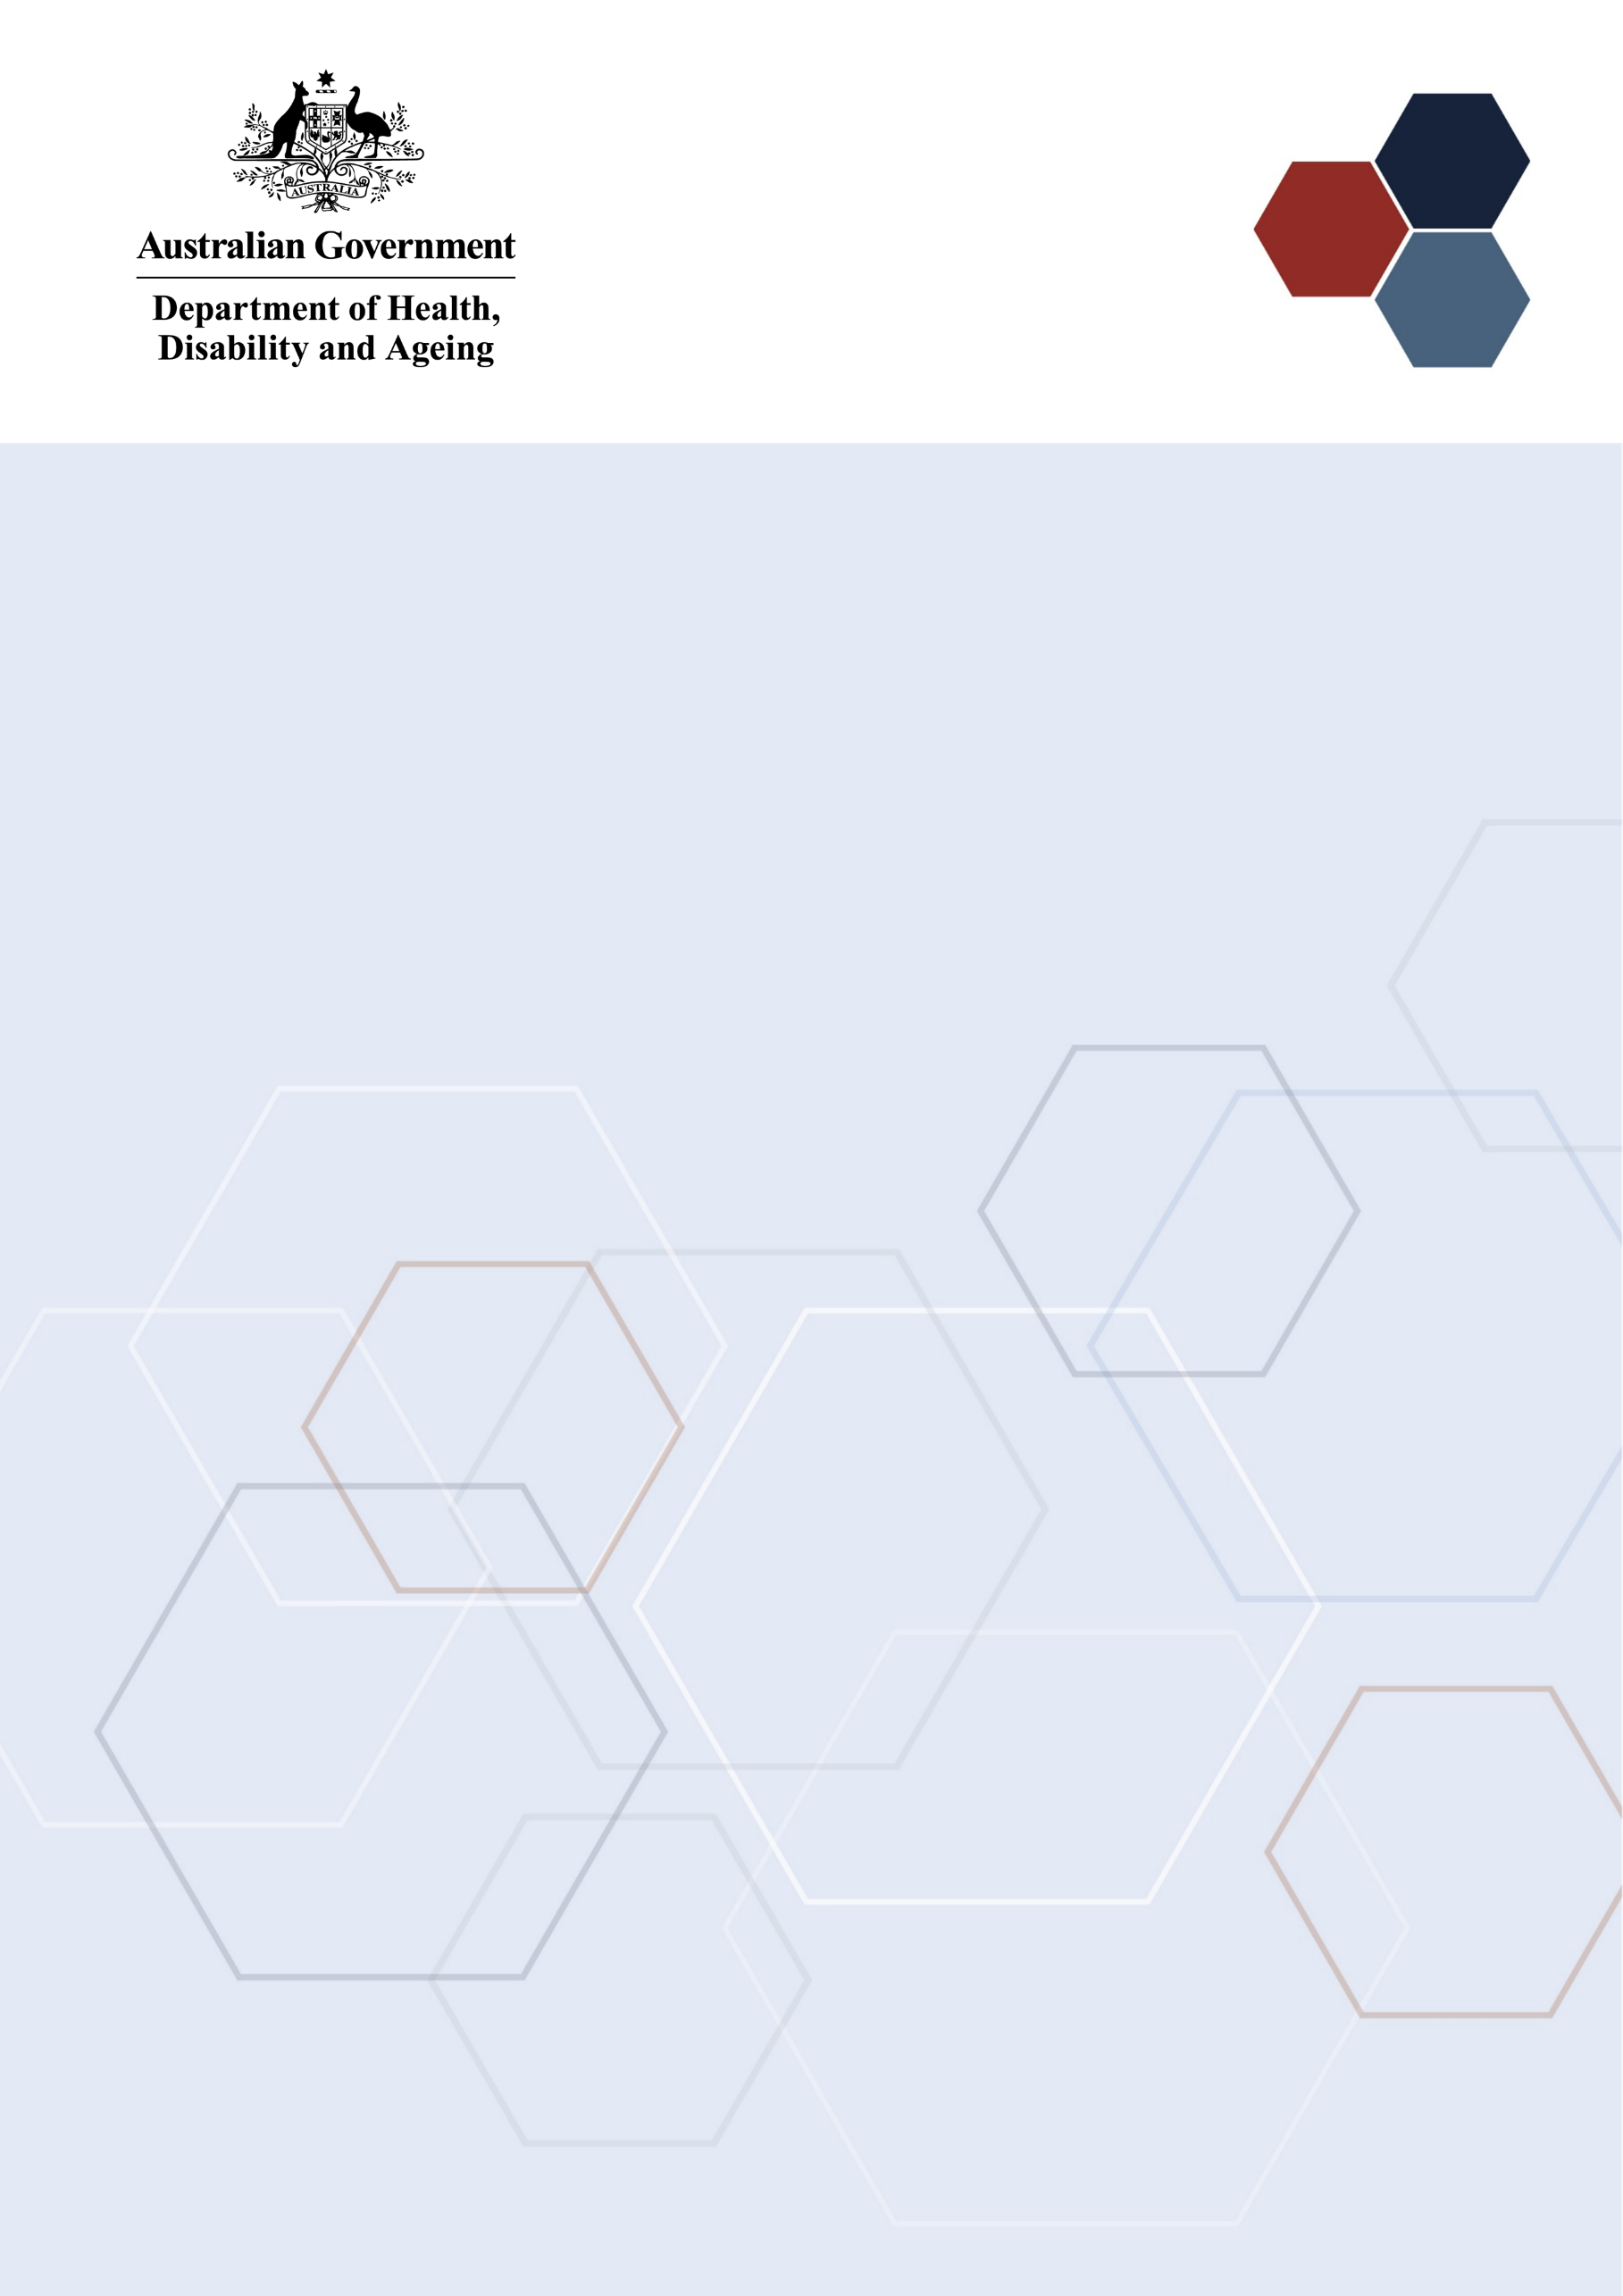 AUSTRALIA
Australian Government
Department of Health,
Disability and Ageing